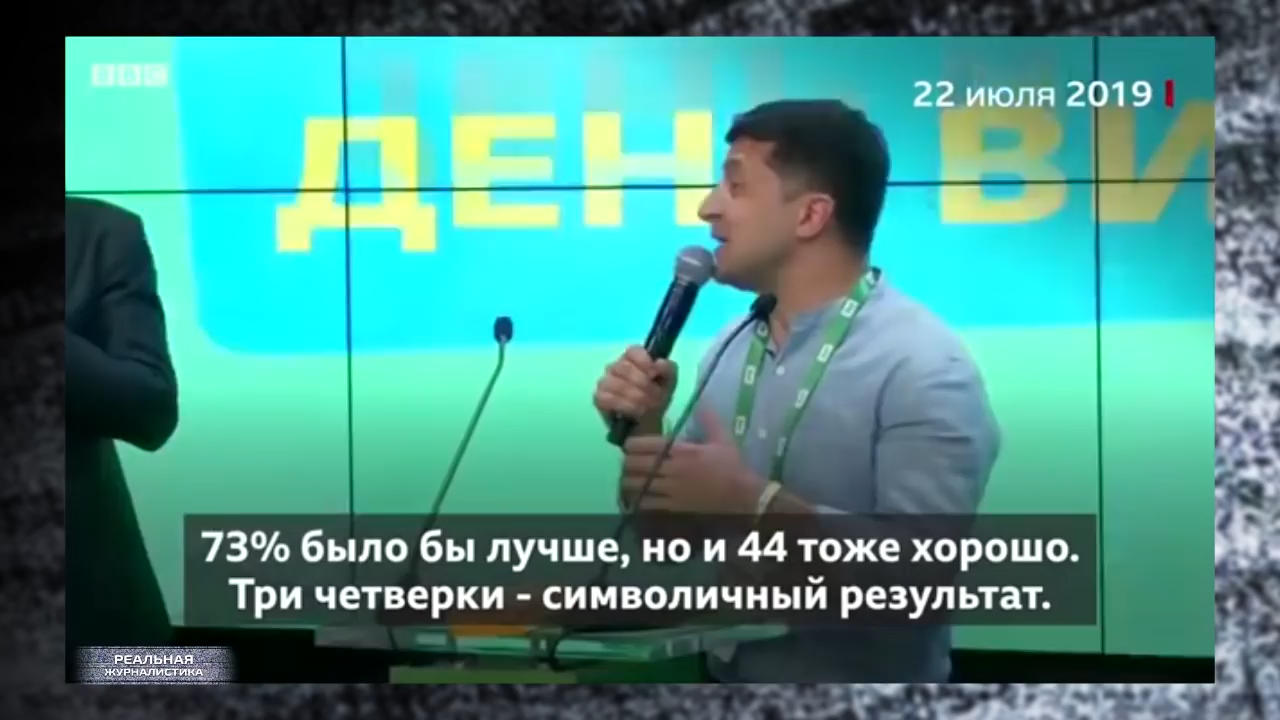 BBC
22 июля 2019
ДЕН
ВИ
73% было бы лучше, но и 44 тоже хорошо.
Три четверки - символичный результат.
РЕАЛЬНАЯ
ЖУРНАЛИСТИКА